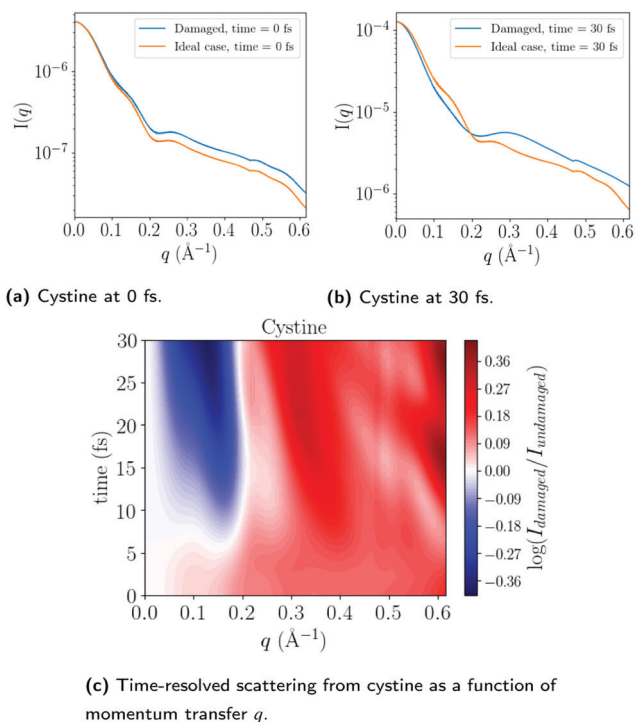 Damaged, time = 0 fs
Ideal case, time = 0 fs
10⁻⁶
10⁻⁷
I(q)
0.0 0.1 0.2 0.3 0.4 0.5 0.6
q (Å⁻¹)
(a) Cystine at 0 fs.
Damaged, time = 30 fs
Ideal case, time = 30 fs
10⁻⁴
10⁻⁵
10⁻⁶
I(q)
0.0 0.1 0.2 0.3 0.4 0.5 0.6
q (Å⁻¹)
(b) Cystine at 30 fs.
Cystine
30
25
20
15
10
5
0
time (fs)
0.0 0.1 0.2 0.3 0.4 0.5 0.6
q (Å⁻¹)
0.36
0.27
0.18
0.09
0.00
−0.09
−0.18
−0.27
−0.36
log(I_damaged/I_undamaged)
(c) Time-resolved scattering from cystine as a function of
momentum transfer q.